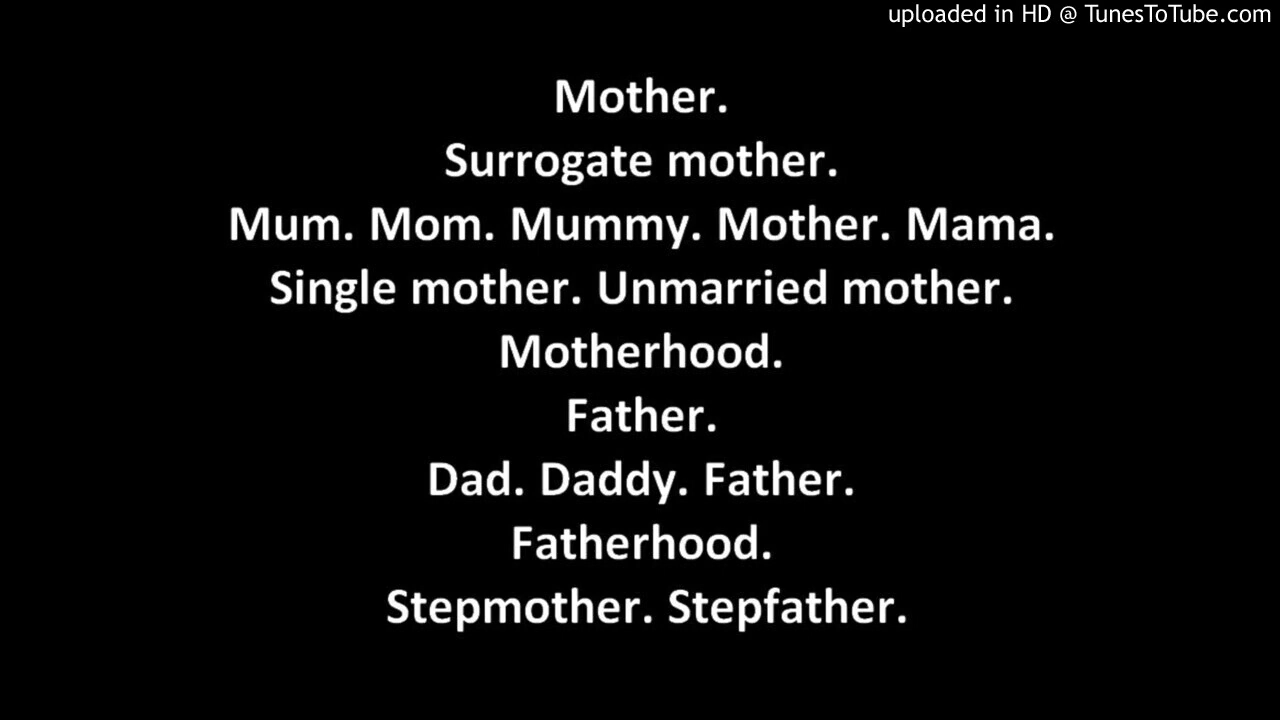 uploaded in HD @ TunesToTube.com
Mother.
Surrogate mother.
Mum. Mom. Mummy. Mother. Mama.
Single mother. Unmarried mother.
Motherhood.
Father.
Dad. Daddy. Father.
Fatherhood.
Stepmother. Stepfather.